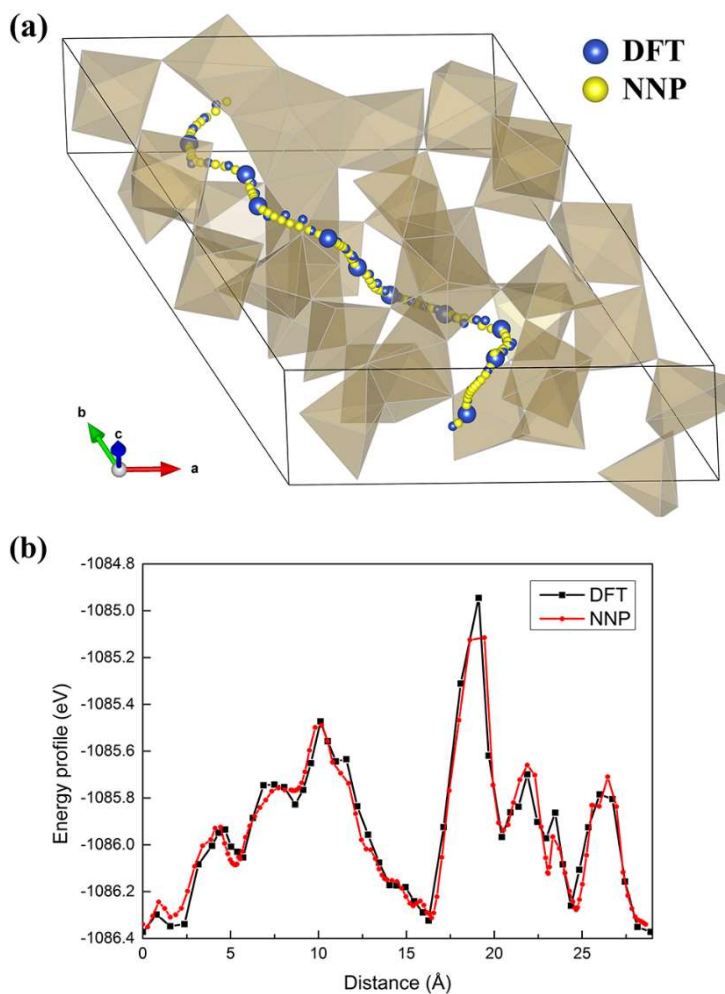 (a)
DFT
NNP
b
c
a
(b)
-1084.8
-1085.0
-1085.2
-1085.4
-1085.6
-1085.8
-1086.0
-1086.2
-1086.4
Energy profile (eV)
DFT
NNP
0 5 10 15 20 25
Distance (Å)